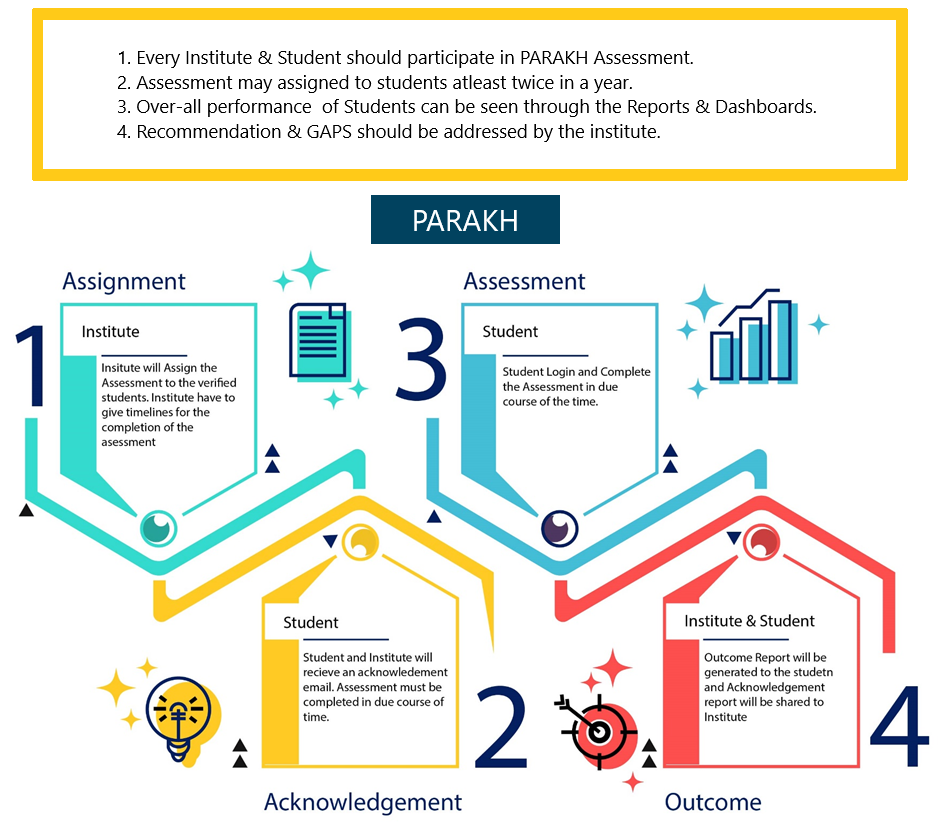 1. Every Institute & Student should participate in PARAKH Assessment.
2. Assessment may assigned to students atleast twice in a year.
3. Over-all performance  of Students can be seen through the Reports & Dashboards.
4. Recommendation & GAPS should be addressed by the institute.
PARAKH
Assignment
1
Institute
Insitute will Assign the
Assessment to the verified
students. Institute have to
give timelines for the
completion of the
asessment
Student
Student and Institute will
recieve an acknowledement
email. Assessment must be
completed in due course of
time.
2
Acknowledgement
Assessment
3
Student
Student Login and Complete
the Assessment in due
course of the time.
Institute & Student
Outcome Report will be
generated to the studetn
and Acknowledgement
report will be shared to
Institute
4
Outcome